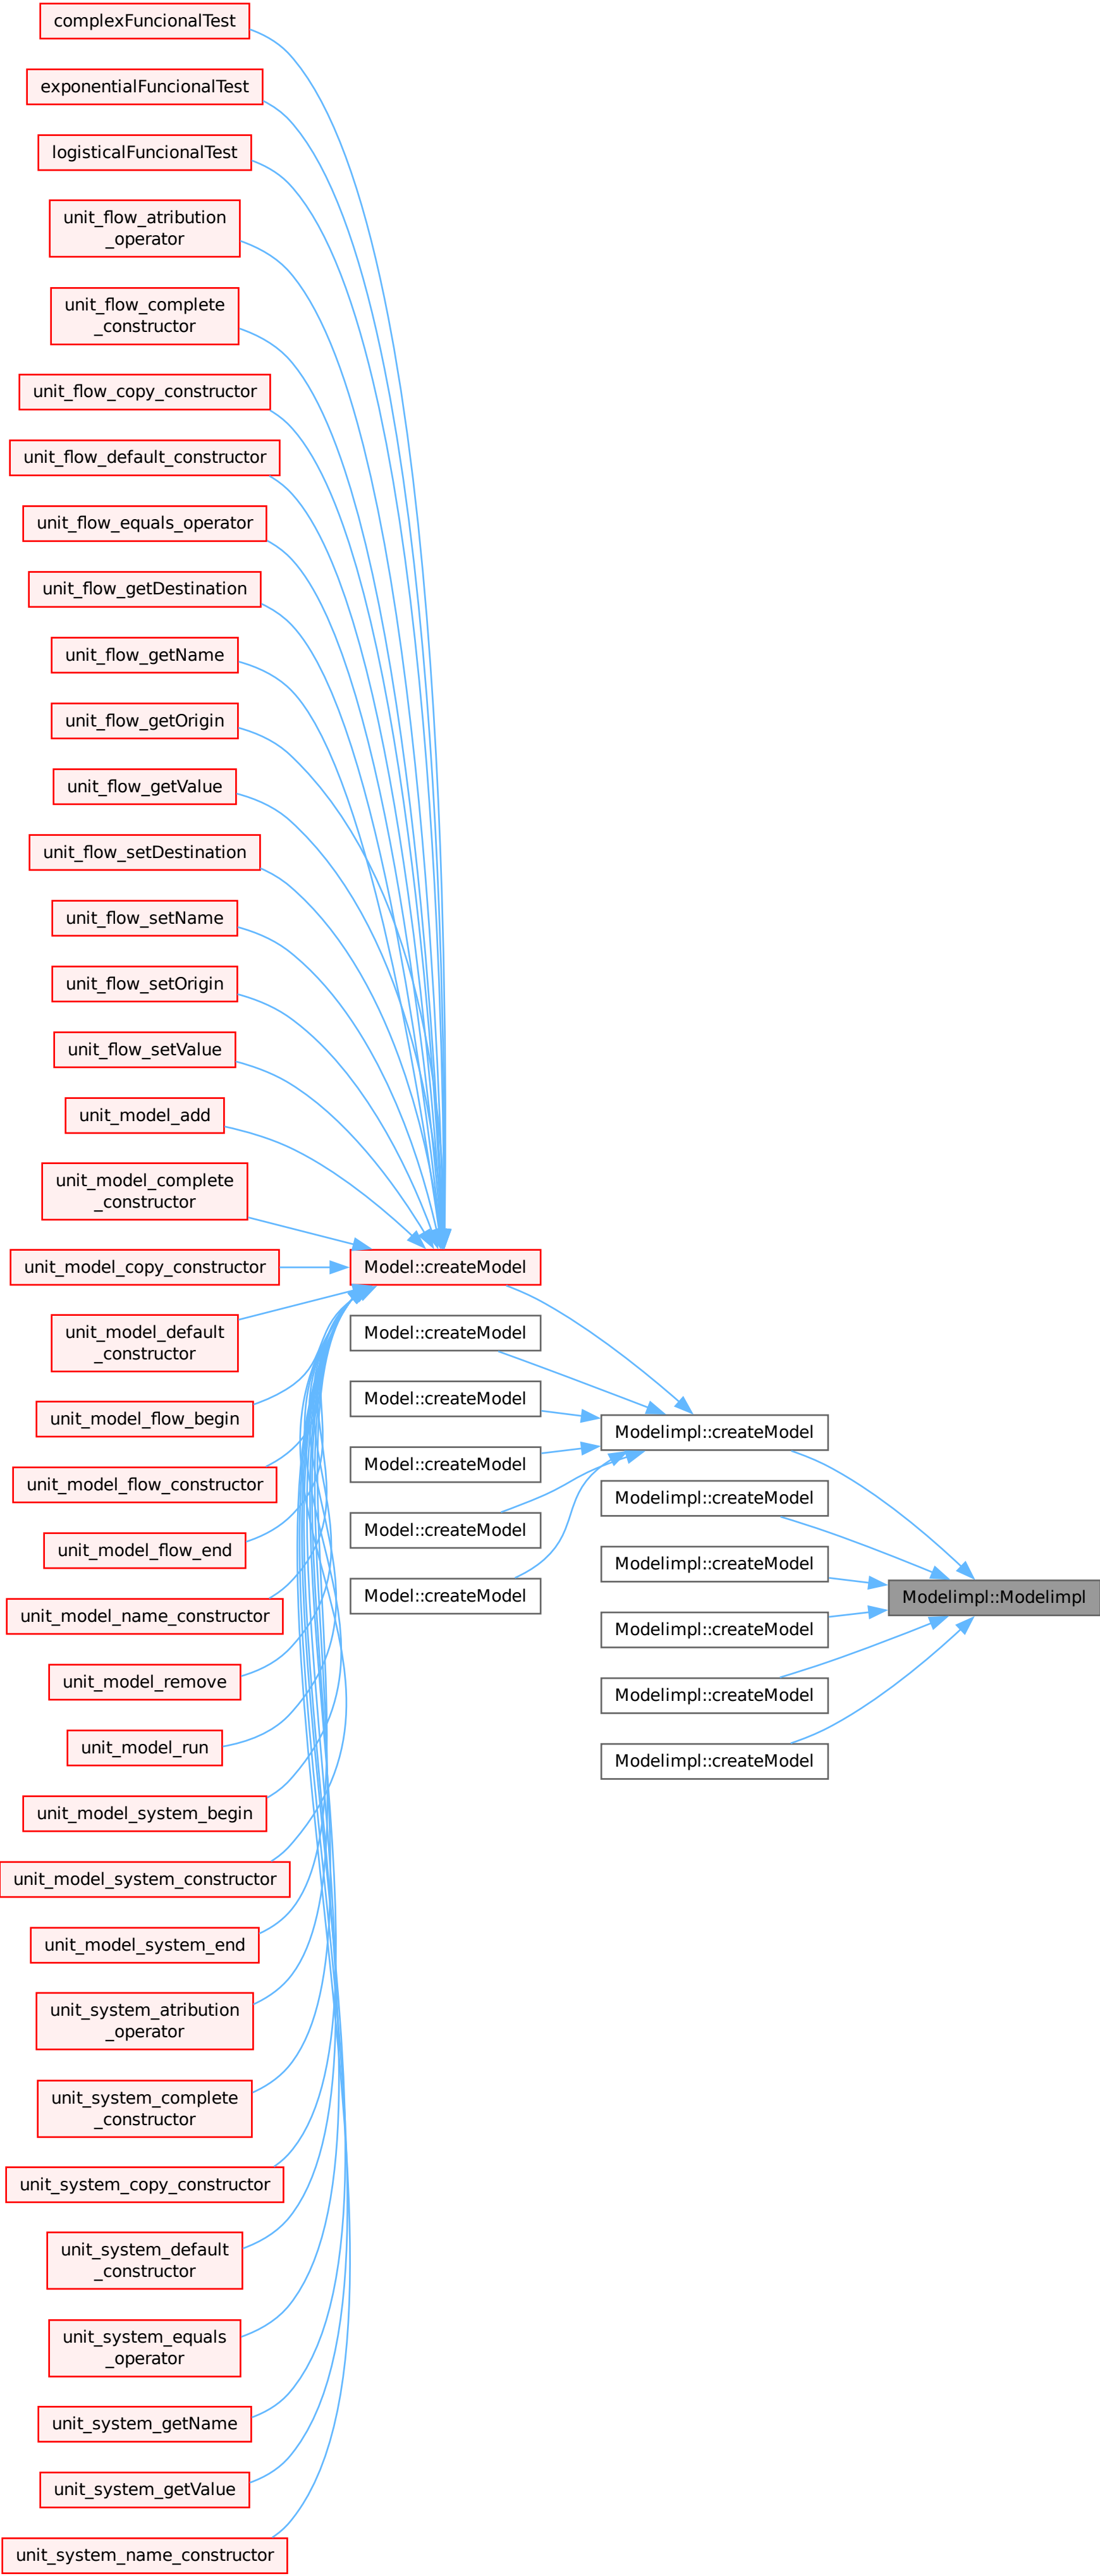 complexFuncionalTest
exponentialFuncionalTest
logisticalFuncionalTest
unit_flow_atribution
_operator
unit_flow_complete
_constructor
unit_flow_copy_constructor
unit_flow_default_constructor
unit_flow_equals_operator
unit_flow_getDestination
unit_flow_getName
unit_flow_getOrigin
unit_flow_getValue
unit_flow_setDestination
unit_flow_setName
unit_flow_setOrigin
unit_flow_setValue
unit_model_add
unit_model_complete
_constructor
unit_model_copy_constructor
unit_model_default
_constructor
unit_model_flow_begin
unit_model_flow_constructor
unit_model_flow_end
unit_model_name_constructor
unit_model_remove
unit_model_run
unit_model_system_begin
unit_model_system_constructor
unit_model_system_end
unit_system_atribution
_operator
unit_system_complete
_constructor
unit_system_copy_constructor
unit_system_default
_constructor
unit_system_equals
_operator
unit_system_getName
unit_system_getValue
unit_system_name_constructor
Model::createModel
Model::createModel
Model::createModel
Model::createModel
Model::createModel
Model::createModel
Modelimpl::createModel
Modelimpl::createModel
Modelimpl::createModel
Modelimpl::createModel
Modelimpl::createModel
Modelimpl::createModel
Modelimpl::Modelimpl